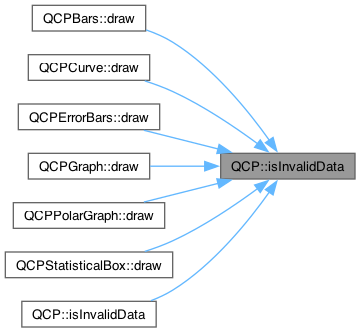 QCPBars::draw
QCPCurve::draw
QCPErrorBars::draw
QCPGraph::draw
QCP::isInvalidData
QCPPolarGraph::draw
QCPStatisticalBox::draw
QCP::isInvalidData